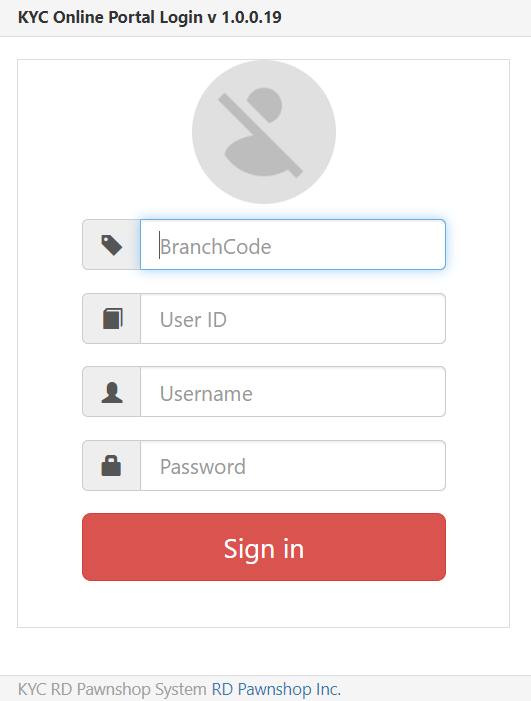 KYC Online Portal Login v 1.0.0.19
BranchCode
User ID
Username
Password
Sign in
KYC RD Pawnshop System RD Pawnshop Inc.